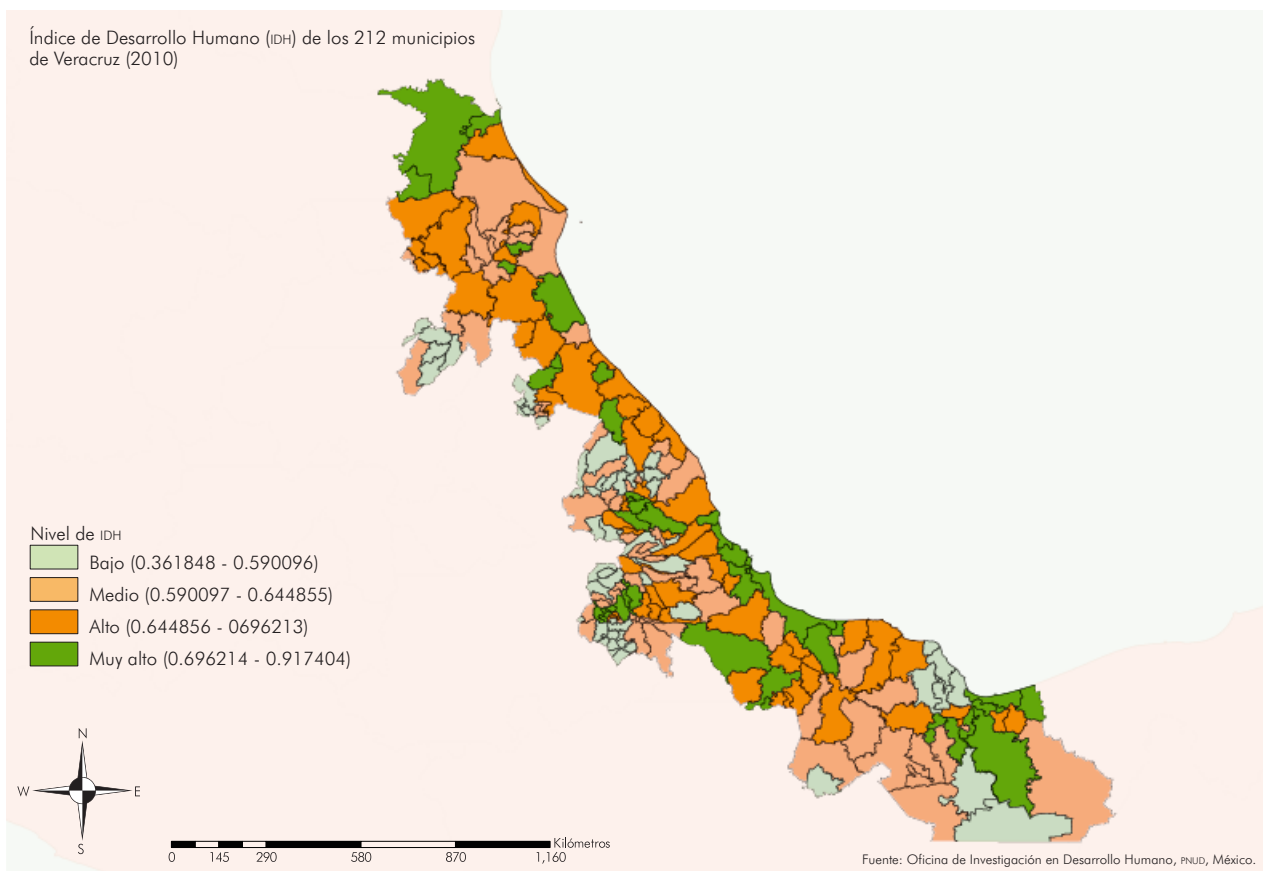 Índice de Desarrollo Humano (IDH) de los 212 municipios
de Veracruz (2010)
Nivel de IDH
Bajo (0.361848 - 0.590096)
Medio (0.590097 - 0.644855)
Alto (0.644856 - 0696213)
Muy alto (0.696214 - 0.917404)
N
W E
S
Kilómetros
0 145 290 580 870 1,160
Fuente: Oficina de Investigación en Desarrollo Humano, PNUD, México.